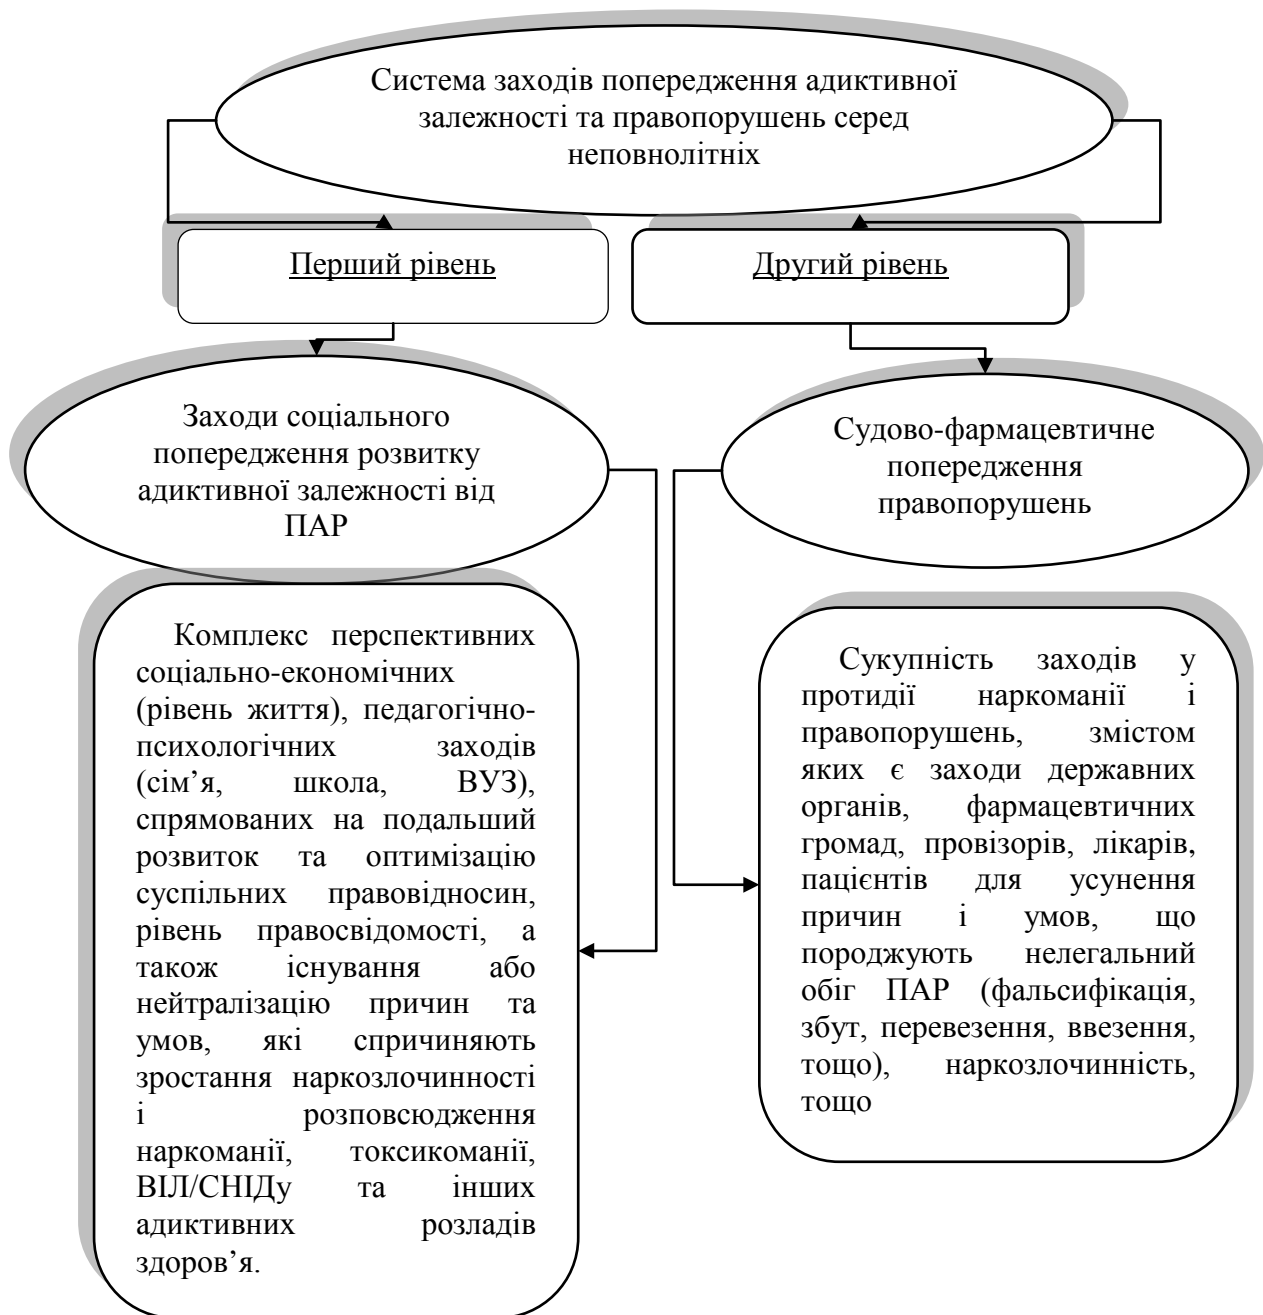 Система заходів попередження адиктивної
залежності та правопорушень серед
неповнолітніх
Перший рівень
Другий рівень
Заходи соціального
попередження розвитку
адиктивної залежності від
ПАР
Судово-фармацевтичне
попередження
правопорушень
Комплекс перспективних
соціально-економічних
(рівень життя), педагогічно-
психологічних заходів
(сім’я, школа, ВУЗ),
спрямованих на подальший
розвиток та оптимізацію
суспільних правовідносин,
рівень правосвідомості, а
також існування або
нейтралізацію причин та
умов, які спричиняють
зростання наркозлочинності
і розповсюдження
наркоманії, токсикоманії,
ВІЛ/СНІДу та інших
адиктивних розладів
здоров’я.
Сукупність заходів у
протидії наркоманії і
правопорушень, змістом
яких є заходи державних
органів, фармацевтичних
громад, провізорів, лікарів,
пацієнтів для усунення
причин і умов, що
породжують нелегальний
обіг ПАР (фальсифікація,
збут, перевезення, ввезення,
тощо), наркозлочинність,
тощо